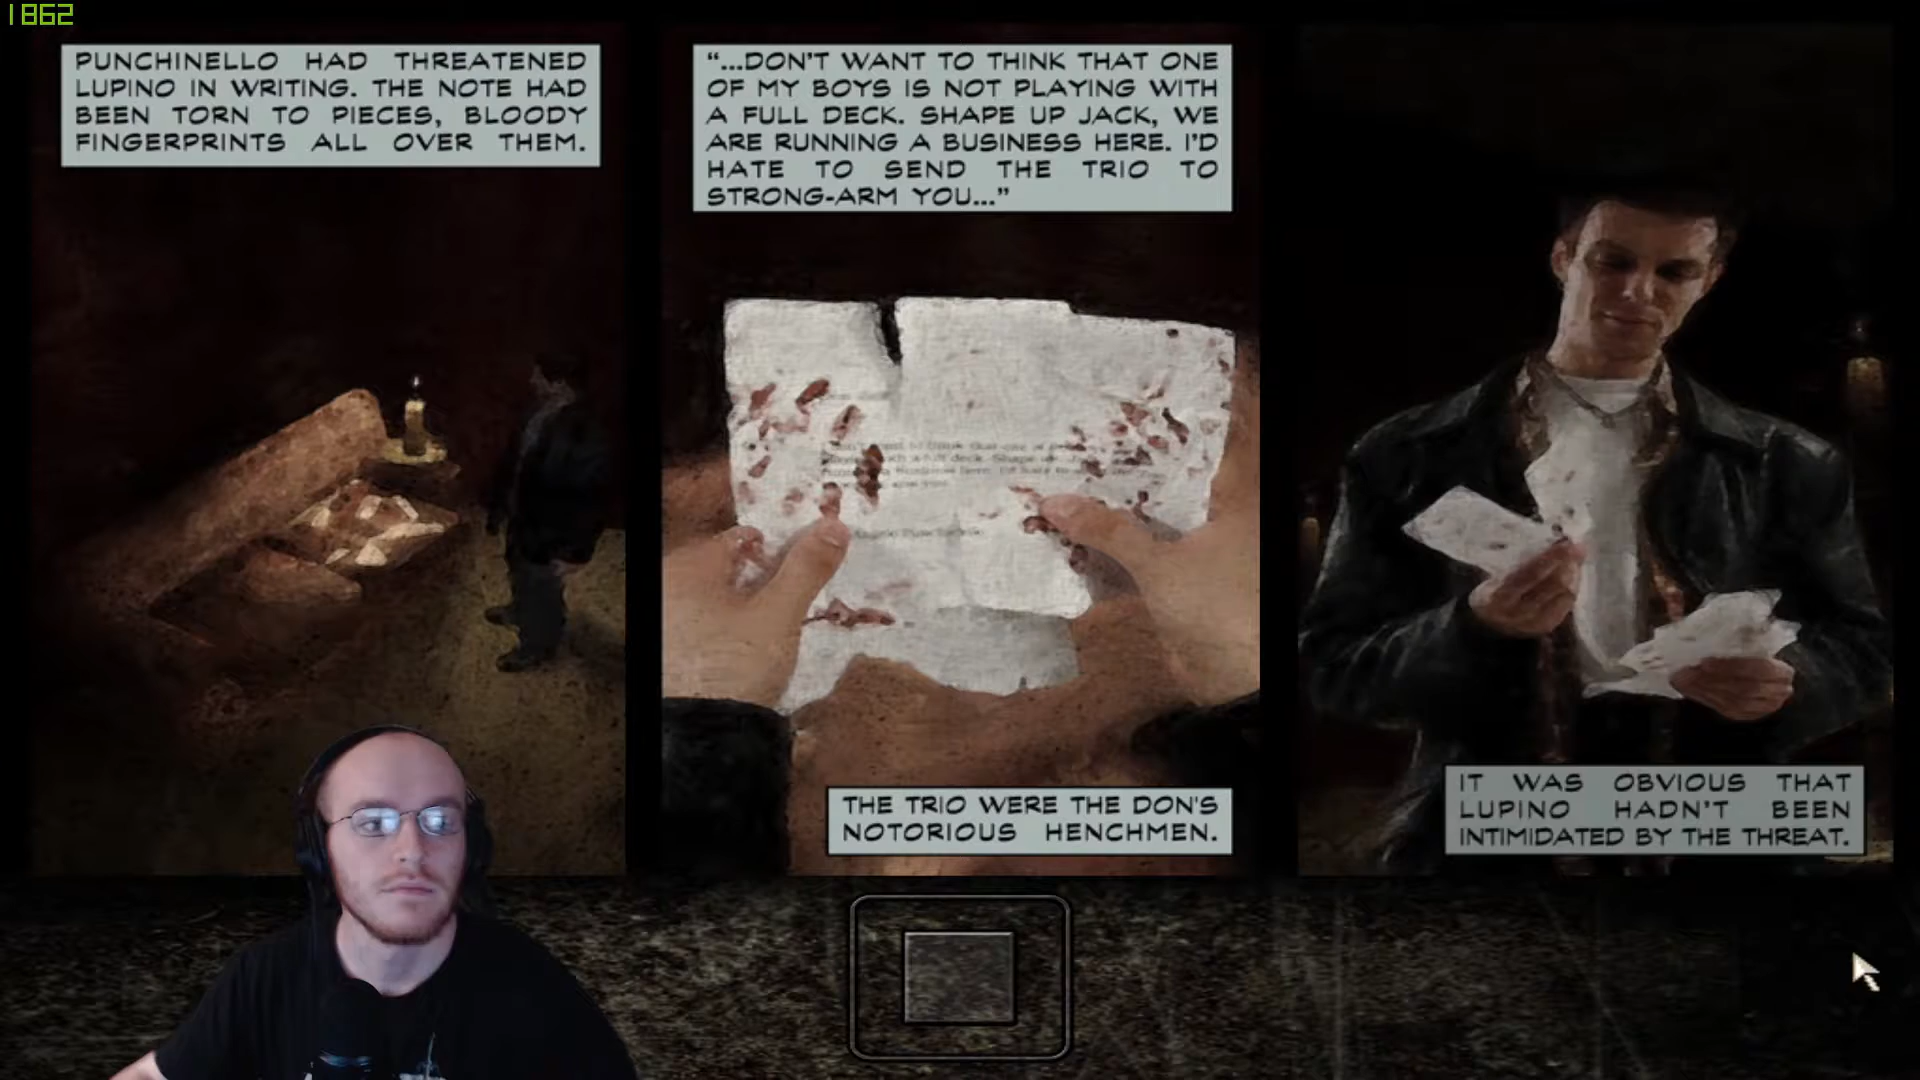 1862
PUNCHINELLO HAD THREATENED
LUPINO IN WRITING. THE NOTE HAD
BEEN TORN TO PIECES, BLOODY
FINGERPRINTS ALL OVER THEM.
“...DON'T WANT TO THINK THAT ONE
OF MY BOYS IS NOT PLAYING WITH
A FULL DECK. SHAPE UP JACK, WE
ARE RUNNING A BUSINESS HERE. I'D
HATE TO SEND THE TRIO TO
STRONG-ARM YOU...”
THE TRIO WERE THE DON'S
NOTORIOUS HENCHMEN.
IT WAS OBVIOUS THAT
LUPINO HADN'T BEEN
INTIMIDATED BY THE THREAT.